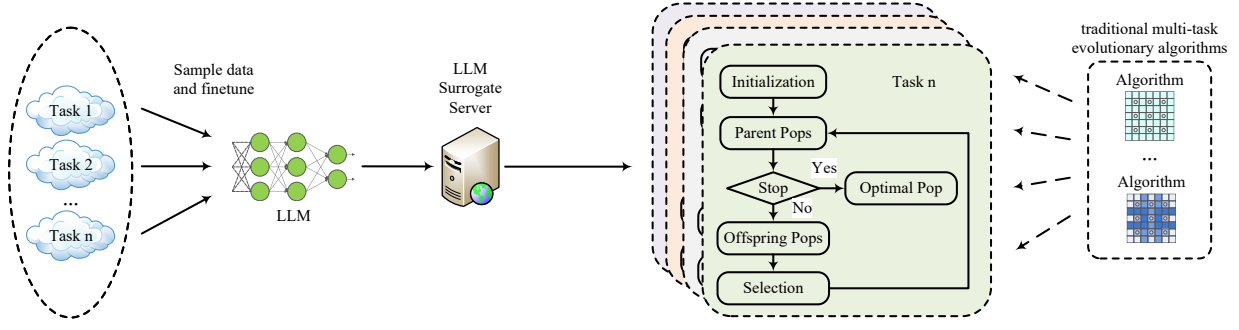 Task 1
Task 2
...
Task n
Sample data
and finetune
LLM
LLM
Surrogate
Server
Task n
Initialization
Parent Pops
Stop
Yes
Optimal Pop
No
Offspring Pops
Selection
traditional multi-task
evolutionary algorithms
Algorithm
...
Algorithm